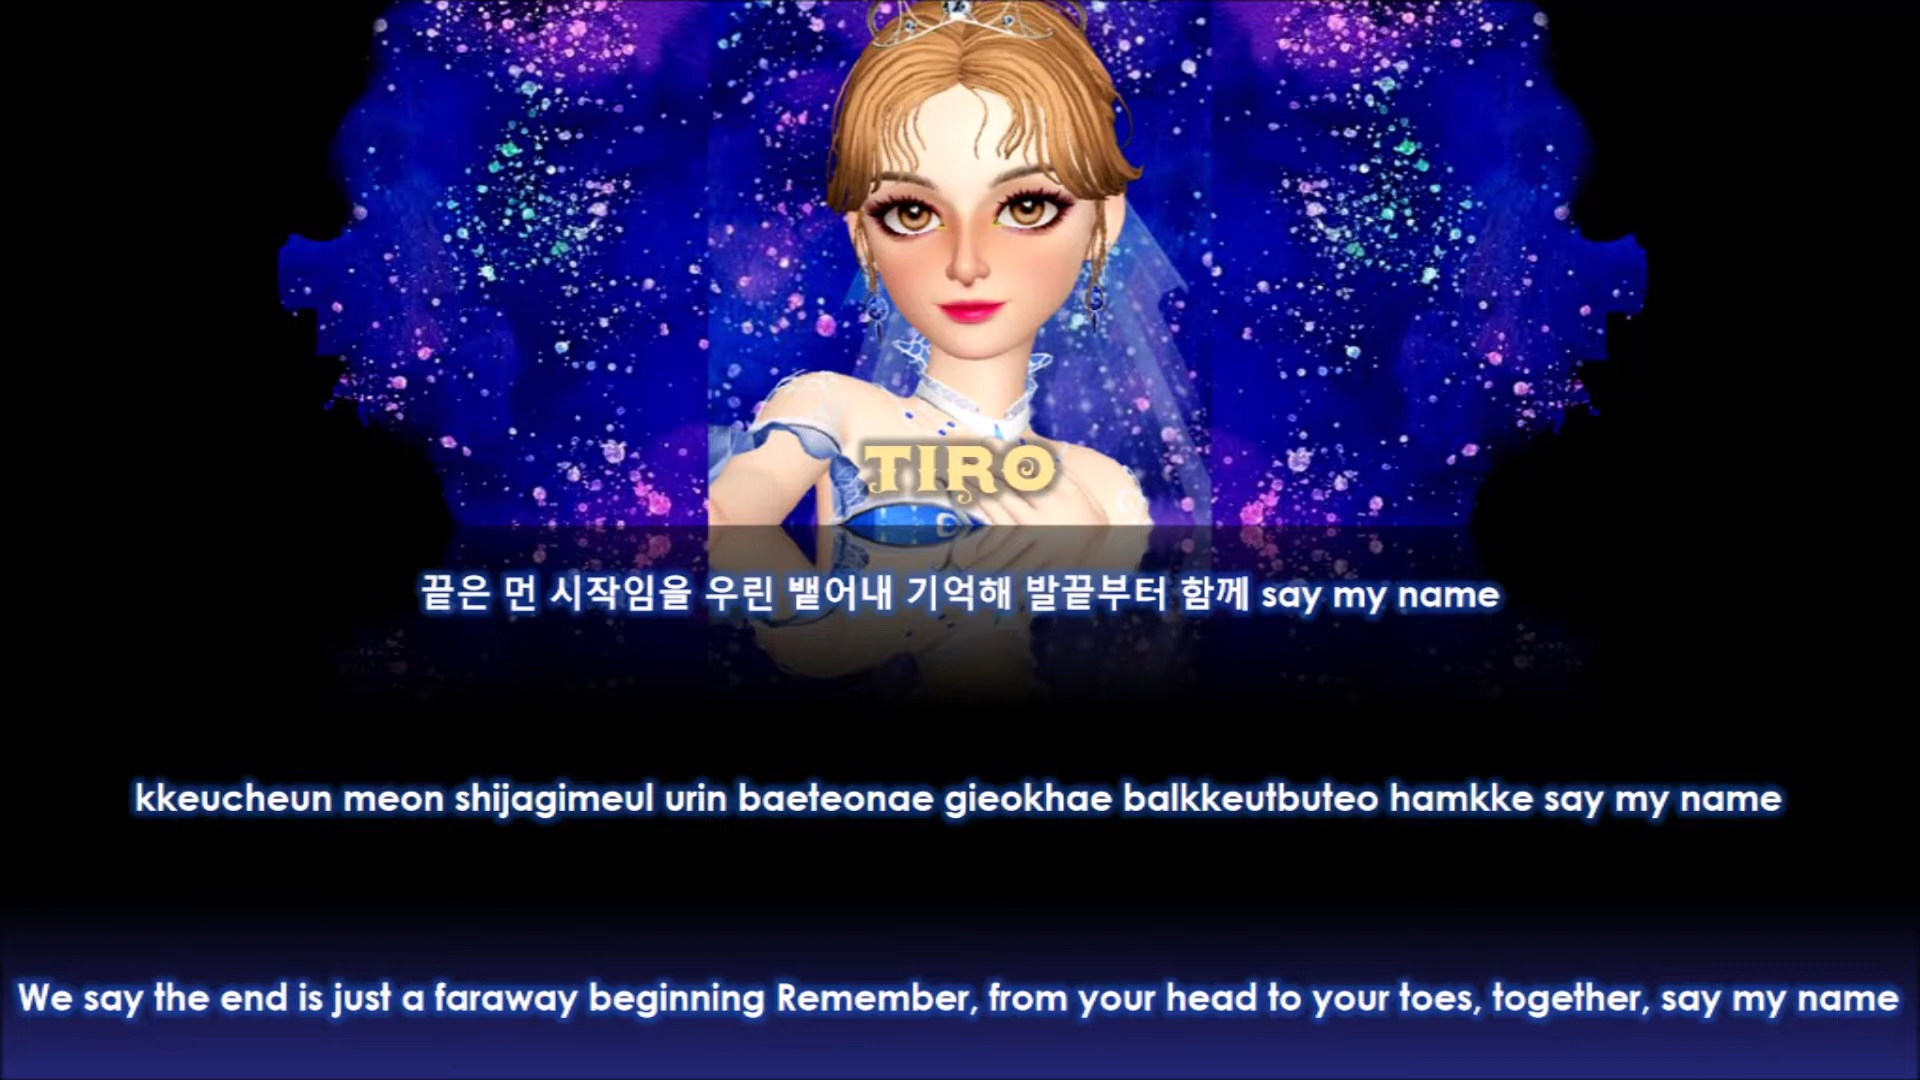 TIRO
끝은 먼 시작임을 우린 뱉어내 기억해 발끝부터 함께 say my name
kkeucheun meon shijagimeul urin baeteonae gieokhae balkkeutbuteo hamkke say my name
We say the end is just a faraway beginning Remember, from your head to your toes, together, say my name